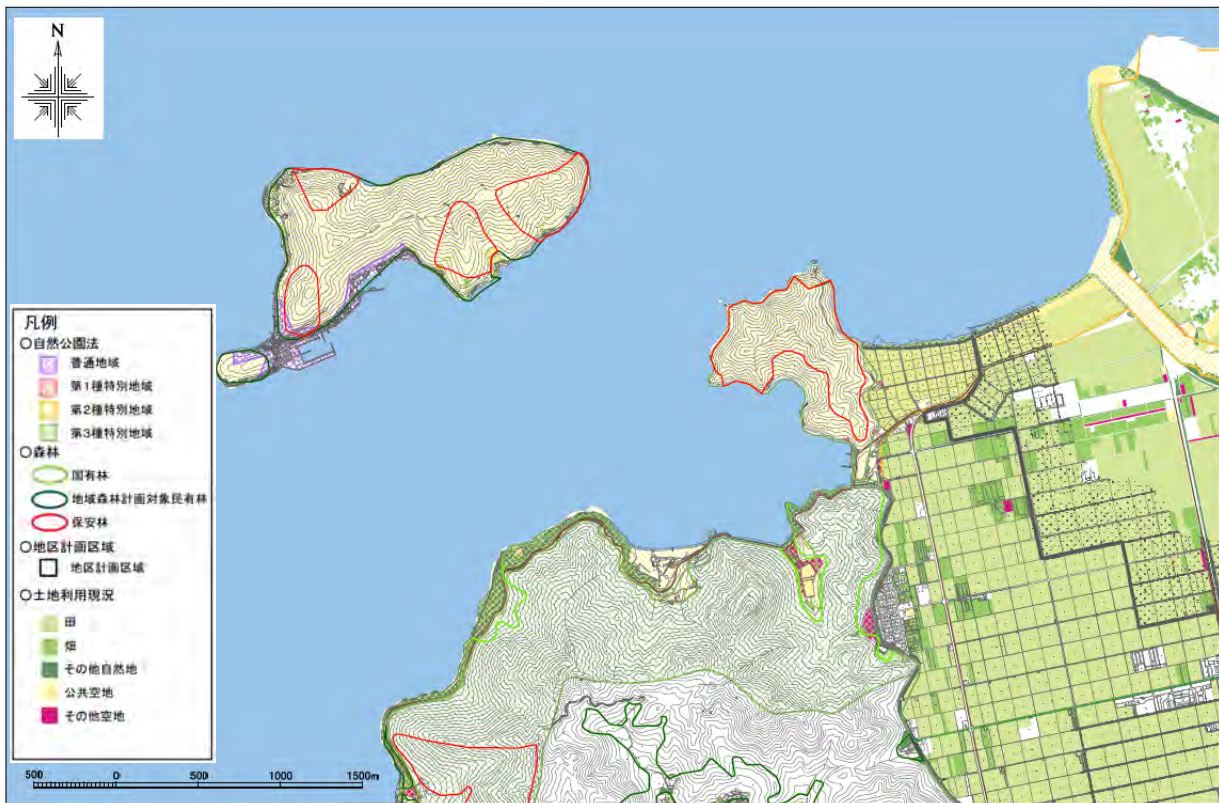 N
凡例
○自然公園法
普通地域
第1種特別地域
第2種特別地域
第3種特別地域
○森林
国有林
地域森林計画対象民有林
保安林
○地区計画区域
地区計画区域
○土地利用現況
田
畑
その他自然地
公共空地
その他空地
500 0 500 1000 1500m